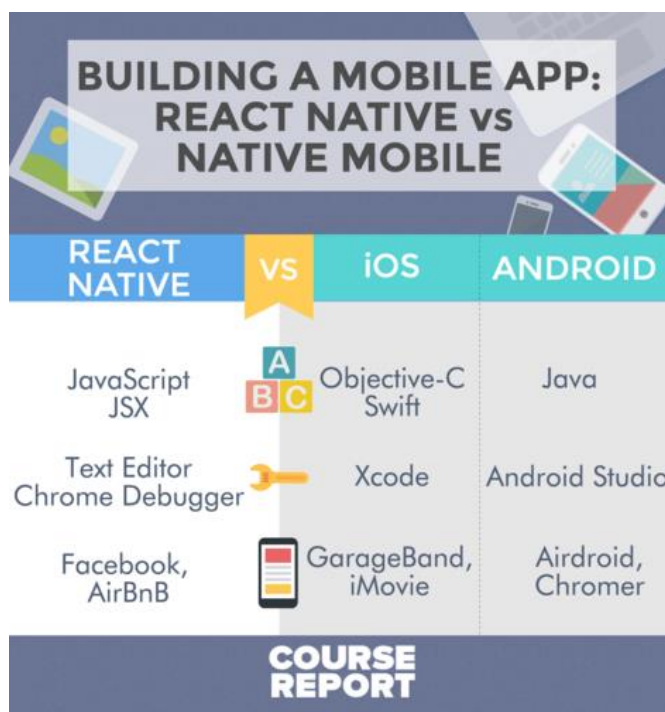 BUILDING A MOBILE APP:
REACT NATIVE vs
NATIVE MOBILE
REACT
NATIVE
VS
iOS
ANDROID
JavaScript
JSX
A
B C
Objective-C
Swift
Java
Text Editor
Chrome Debugger
Xcode
Android Studio
Facebook,
AirBnB
GarageBand,
iMovie
Airdroid,
Chromer
COURSE
REPORT